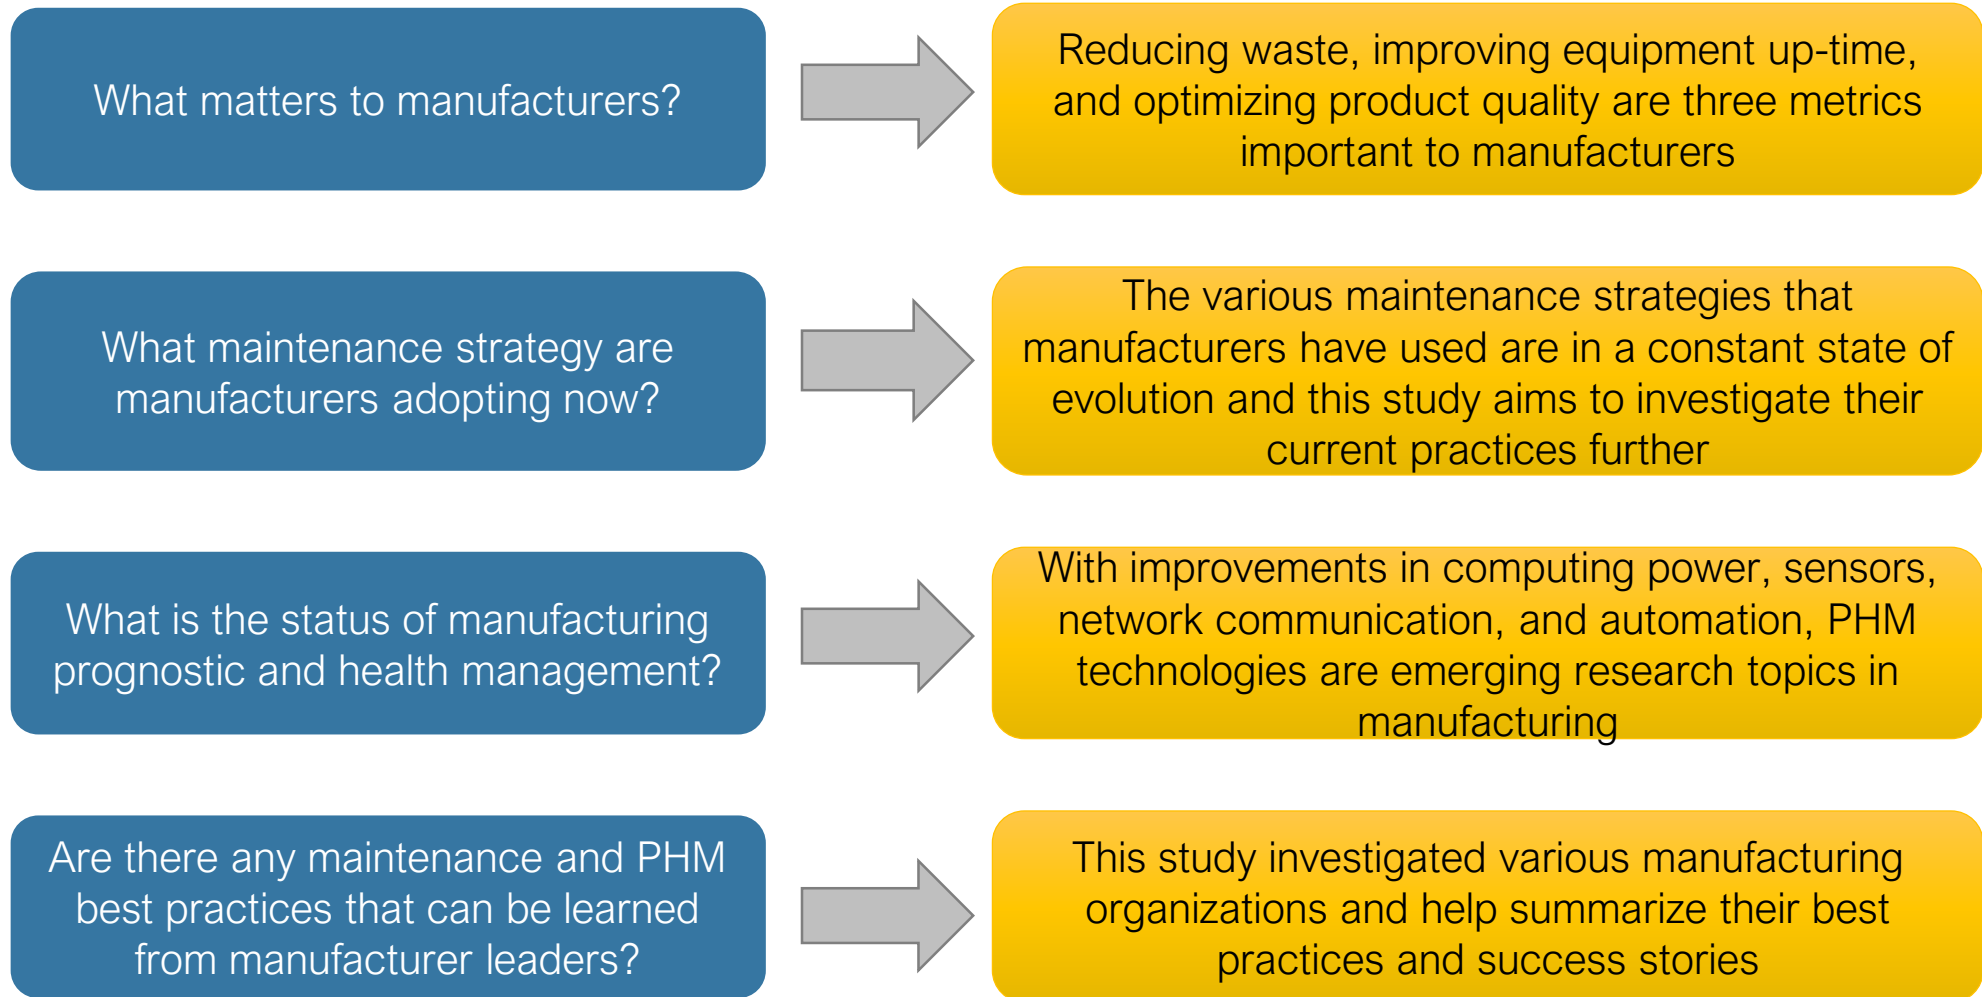 What matters to manufacturers?
Reducing waste, improving equipment up-time,
and optimizing product quality are three metrics
important to manufacturers
What maintenance strategy are
manufacturers adopting now?
The various maintenance strategies that
manufacturers have used are in a constant state of
evolution and this study aims to investigate their
current practices further
What is the status of manufacturing
prognostic and health management?
With improvements in computing power, sensors,
network communication, and automation, PHM
technologies are emerging research topics in
manufacturing
Are there any maintenance and PHM
best practices that can be learned
from manufacturer leaders?
This study investigated various manufacturing
organizations and help summarize their best
practices and success stories